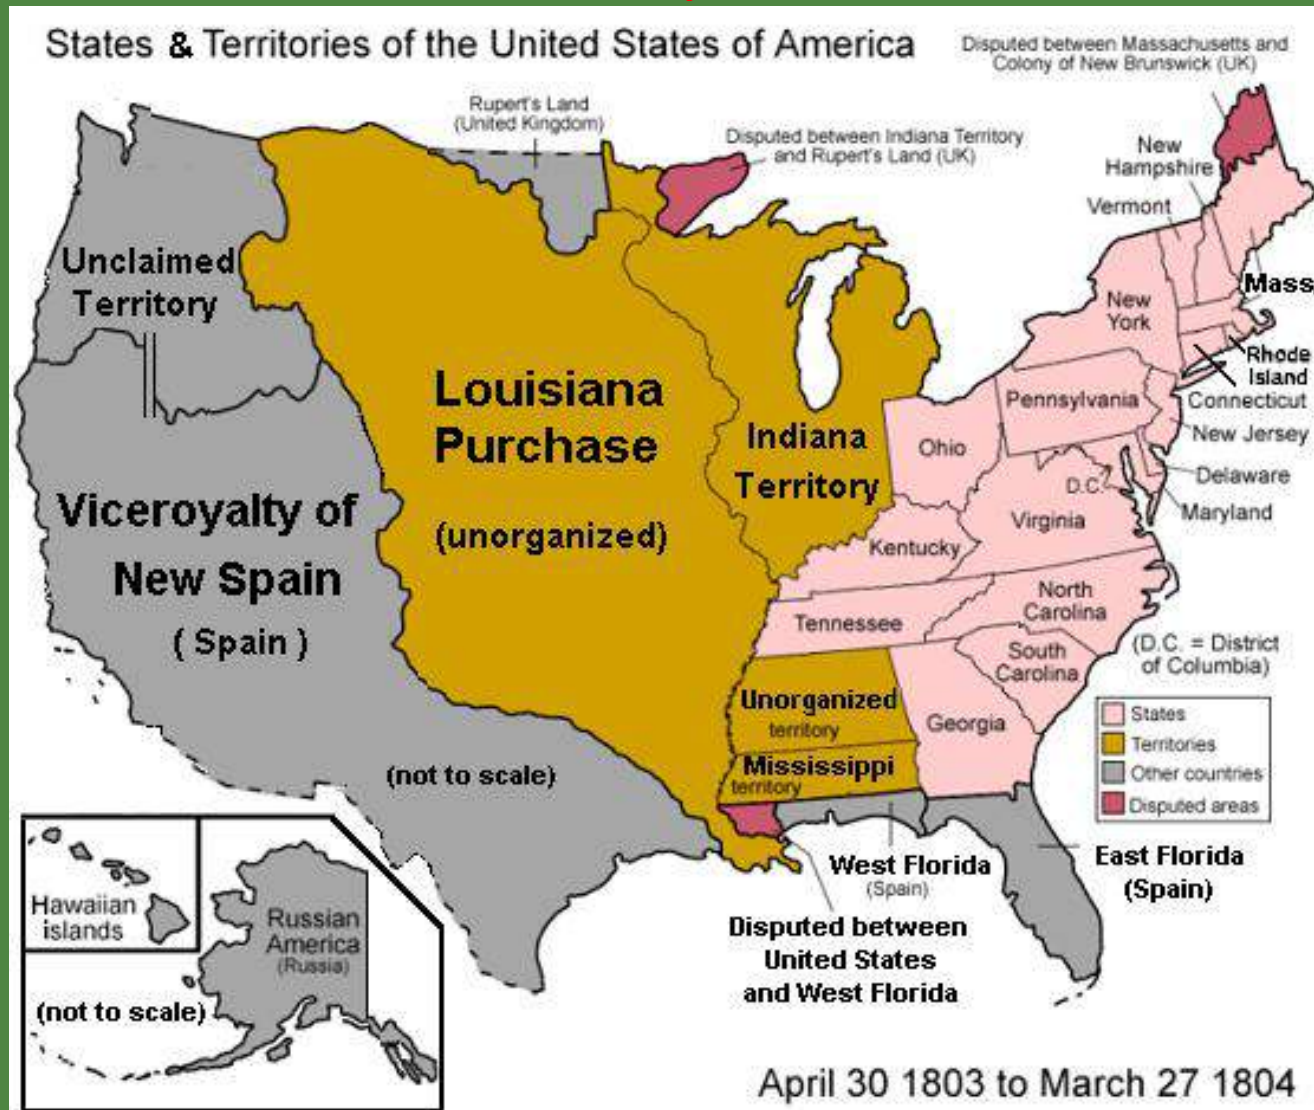 States & Territories of the United States of America
Disputed between Massachusetts and
Colony of New Brunswick (UK)
Rupert's Land
(United Kingdom)
Disputed between Indiana Territory
and Rupert's Land (UK)
New
Hampshire
Vermont
Unclaimed
Territory
Mass
New
York
Rhode
Island
Connecticut
Louisiana
Purchase
(unorganized)
Indiana
Territory
Pennsylvania
New Jersey
Ohio
Delaware
D.C.
Maryland
Virginia
Kentucky
Viceroyalty of
New Spain
( Spain )
North
Carolina
Tennessee
South
Carolina
(D.C. = District
of Columbia)
Unorganized
territory
Georgia
Mississippi
territory
States
Territories
Other countries
Disputed areas
(not to scale)
West Florida
(Spain)
East Florida
(Spain)
Disputed between
United States
and West Florida
Hawaiian
islands
Russian
America
(Russia)
(not to scale)
April 30 1803 to March 27 1804